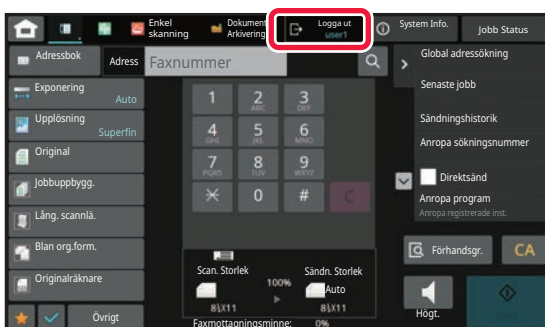 Enkel
skanning
Dokument
Arkivering
Logga ut
user1
System Info.
Jobb Status
Adressbok
Adress
Faxnummer
Global adressökning
Exponering
Auto
Senaste jobb
Upplösning
Superfin
Sändningshistorik
Original
Anropa sökningsnummer
Jobbuppbygg.
Direktsänd
Lång. scannlä.
Anropa program
Anropa registrerade inst.
Blan org.form.
Originalräknare
Övrigt
1
2
ABC
3
DEF
4
GHI
5
JKL
6
MNO
7
PQRS
8
TUV
9
WXYZ
0
#
C
Scan. Storlek
100%
Sändn. Storlek
Auto
8½X11
8½X11
Faxmottagningsminne: 0%
Förhandsgr.
CA
Högt.
Start